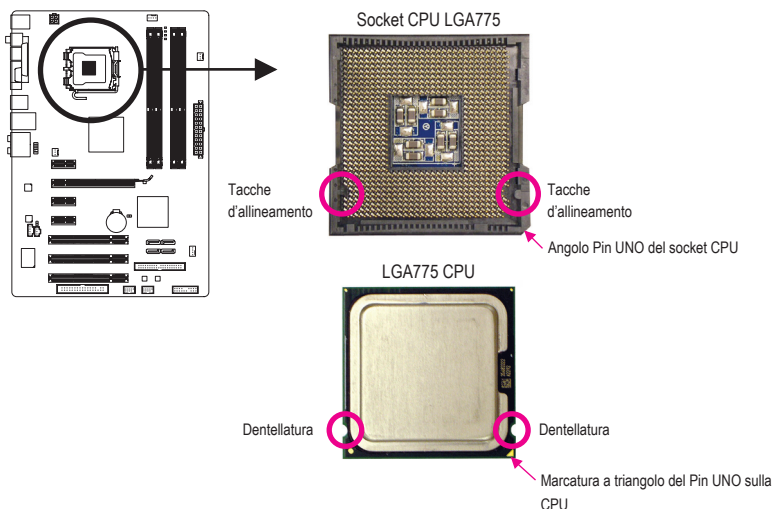 Socket CPU LGA775
Tacche
d'allineamento
Tacche
d'allineamento
Angolo Pin UNO del socket CPU
LGA775 CPU
Dentellatura
Dentellatura
Marcatura a triangolo del Pin UNO sulla
CPU